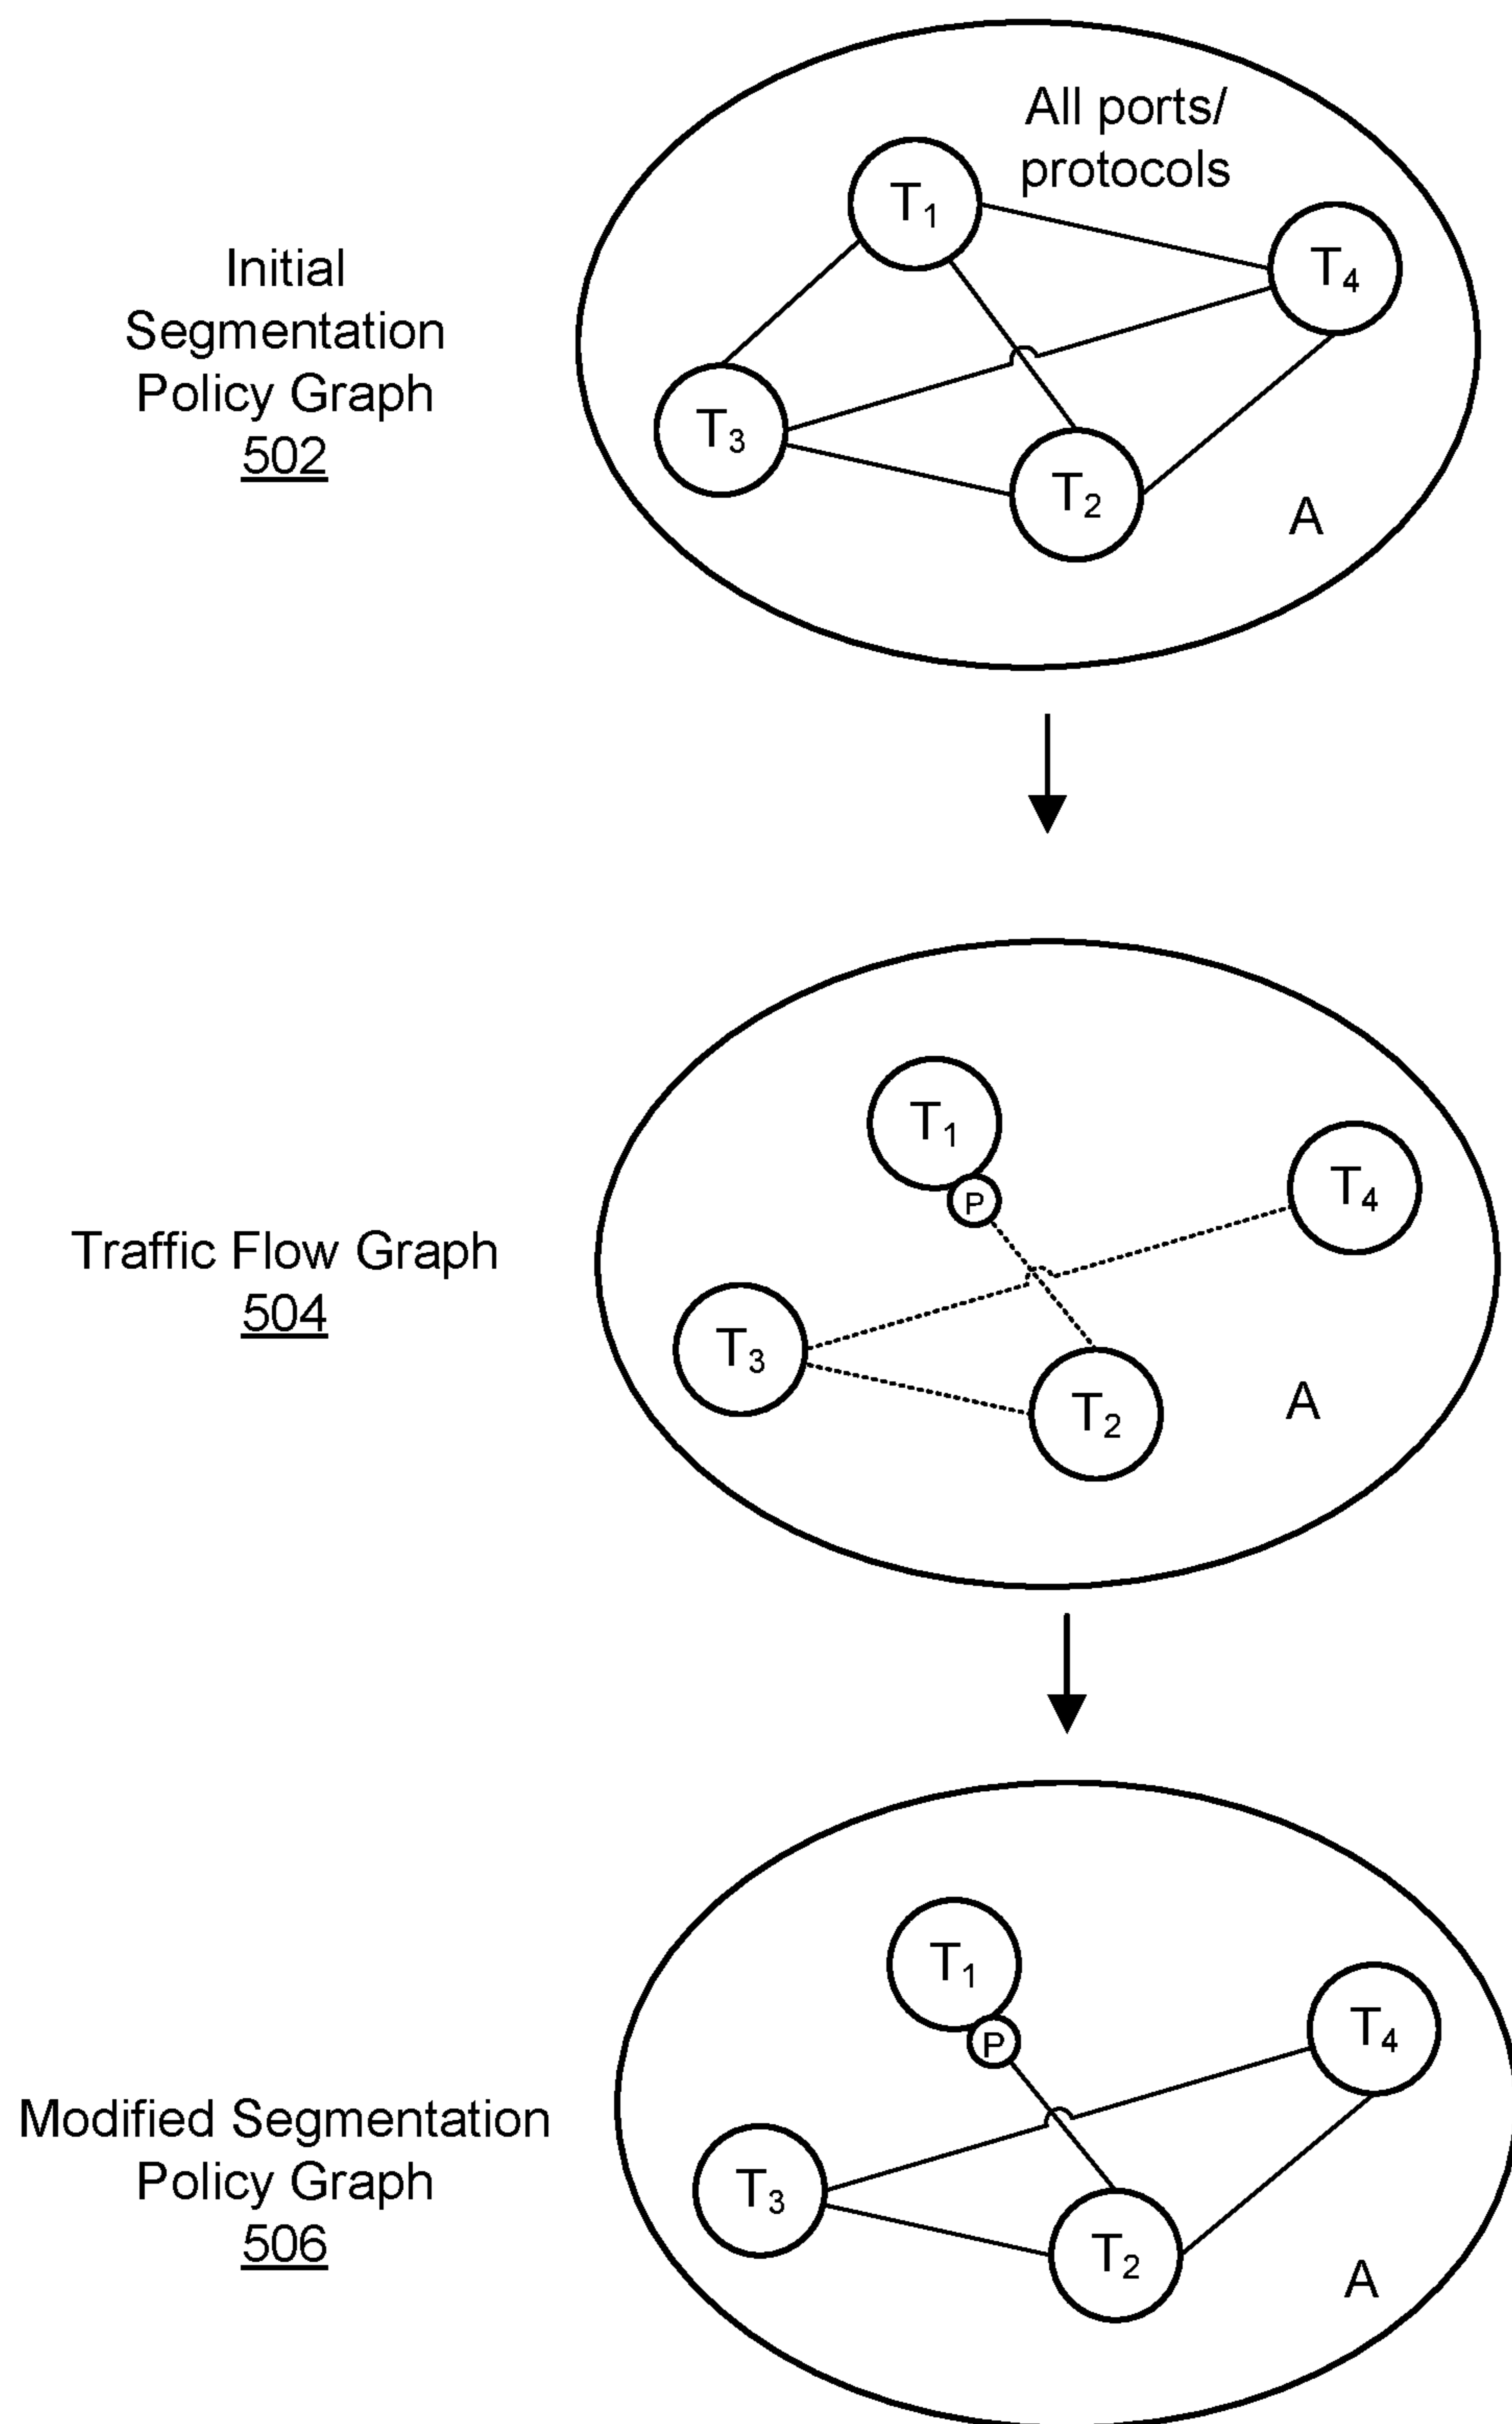 All ports/
protocols
T1
T4
Initial
Segmentation
Policy Graph
502
T3
T2
A
T1
P
T4
Traffic Flow Graph
504
T3
T2
A
T1
P
T4
Modified Segmentation
Policy Graph
506
T3
T2
A